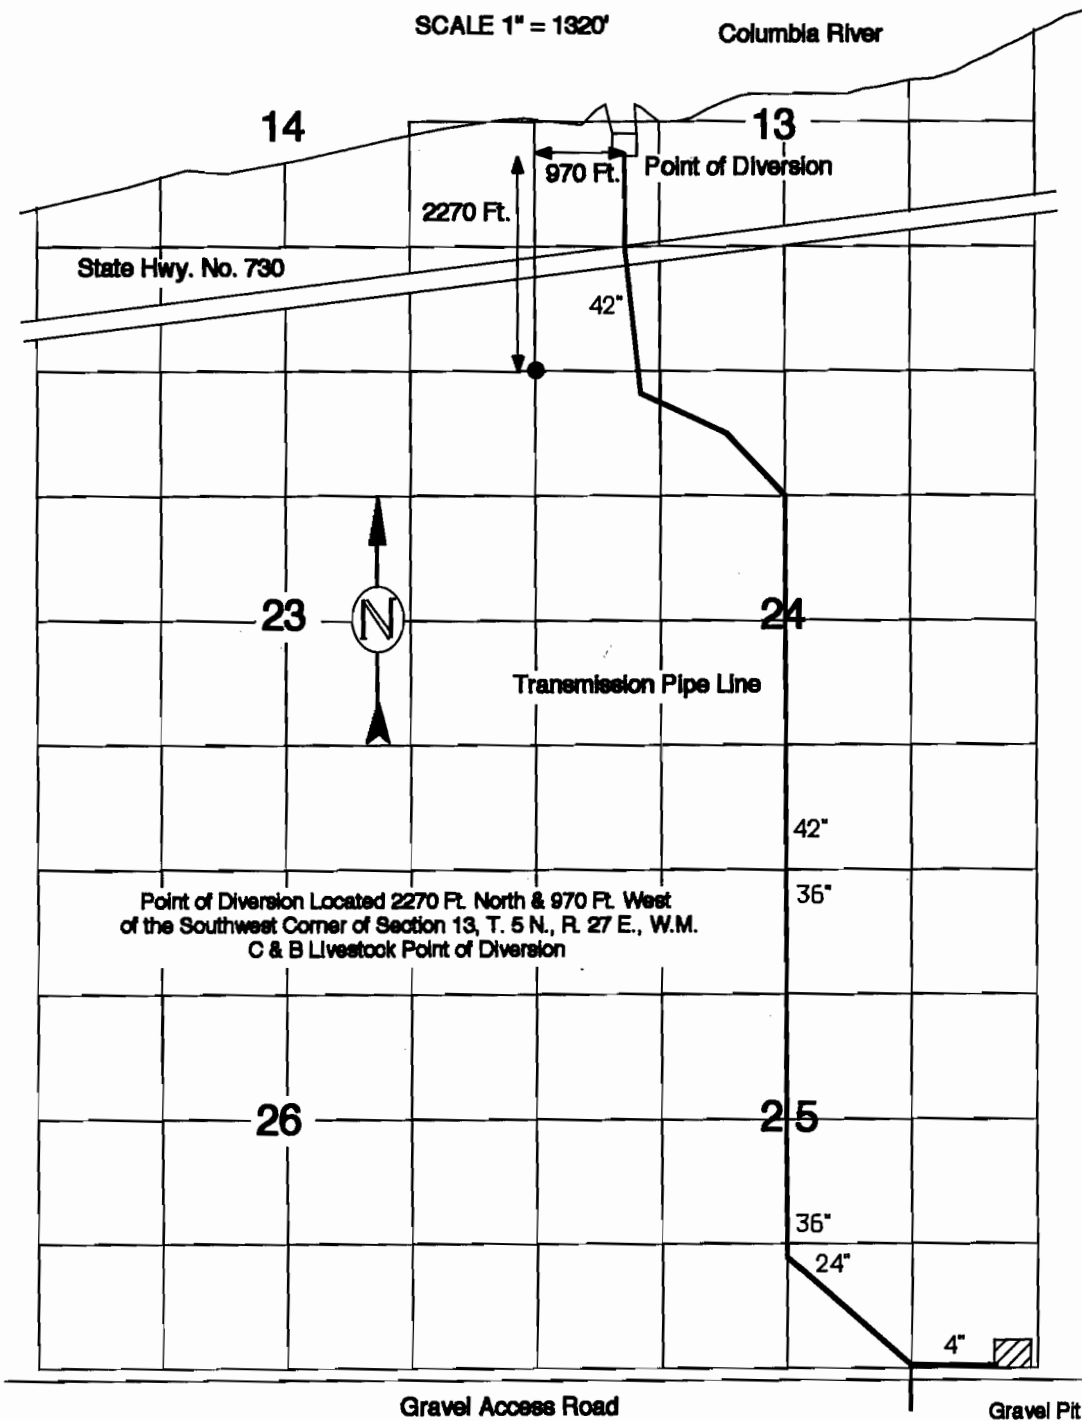 SCALE 1" = 1320'
Columbia River
14
13
970 Ft.
Point of Diversion
2270 Ft.
State Hwy. No. 730
42"
23
N
24
Transmission Pipe Line
42"
36"
Point of Diversion Located 2270 Ft. North & 970 Ft. West
of the Southwest Corner of Section 13, T. 5 N., R. 27 E., W.M.
C & B Livestock Point of Diversion
26
25
36"
24"
4"
Gravel Access Road
Gravel Pit